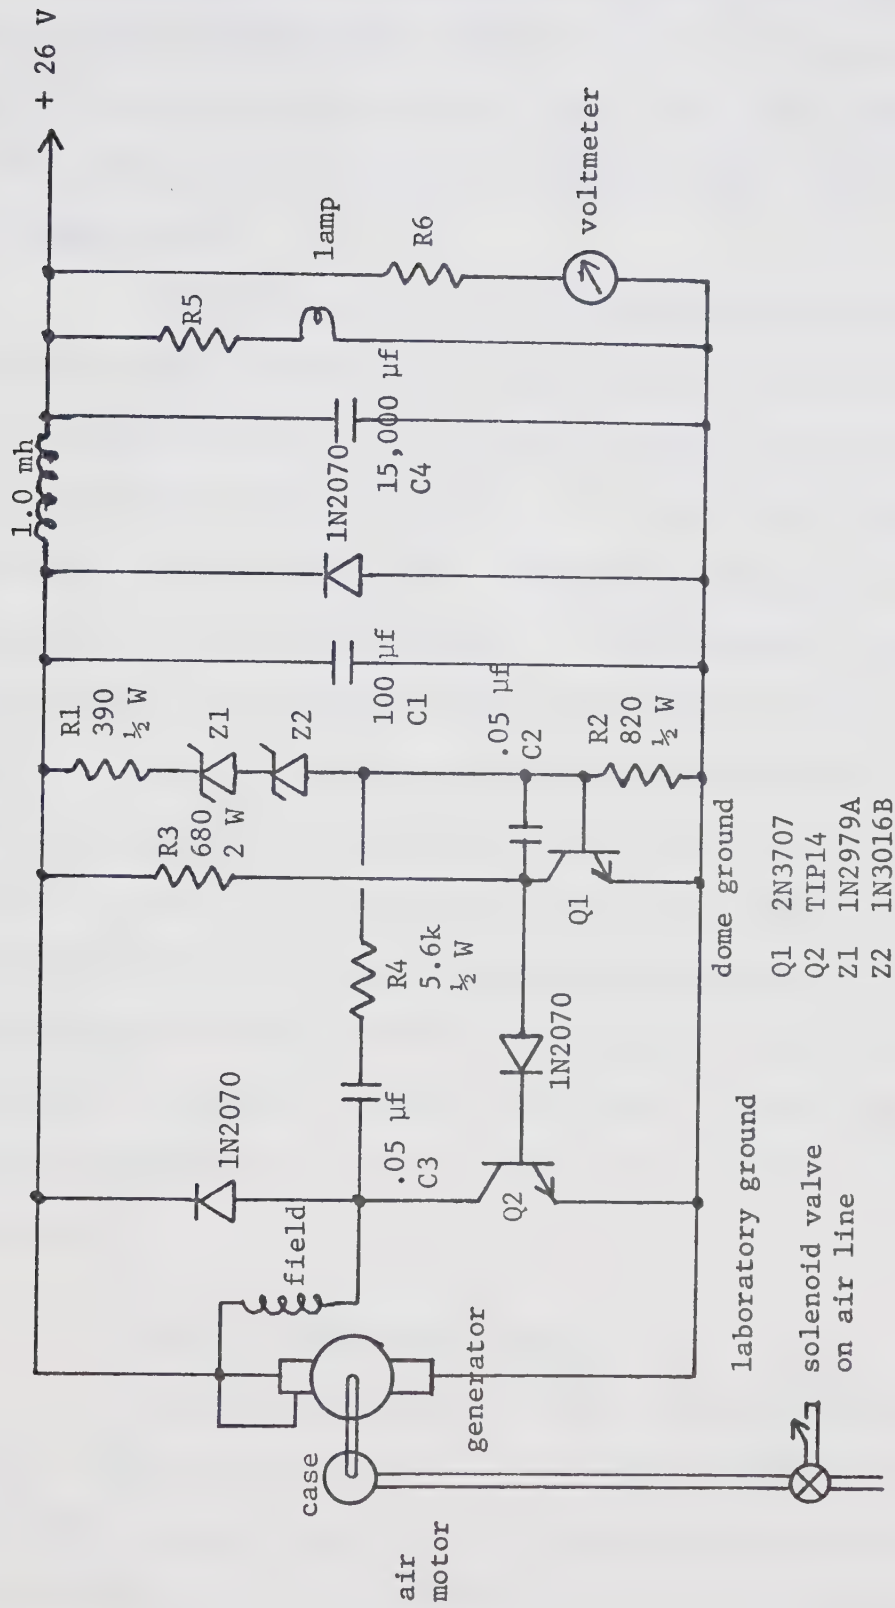 1.0 mh
+ 26 V
R1
390
½ W
R3
680
2 W
Z1
Z2
100 µf
C1
1N2070
15,000 µf
C4
R5
lamp
R6
voltmeter
1N2070
field
.05 µf
C3
R4
5.6k
½ W
.05 µf
C2
R2
820
½ W
1N2070
Q1
Q2
case
generator
air
motor
laboratory ground
dome ground
solenoid valve
on air line
Q1 2N3707
Q2 TIP14
Z1 1N2979A
Z2 1N3016B